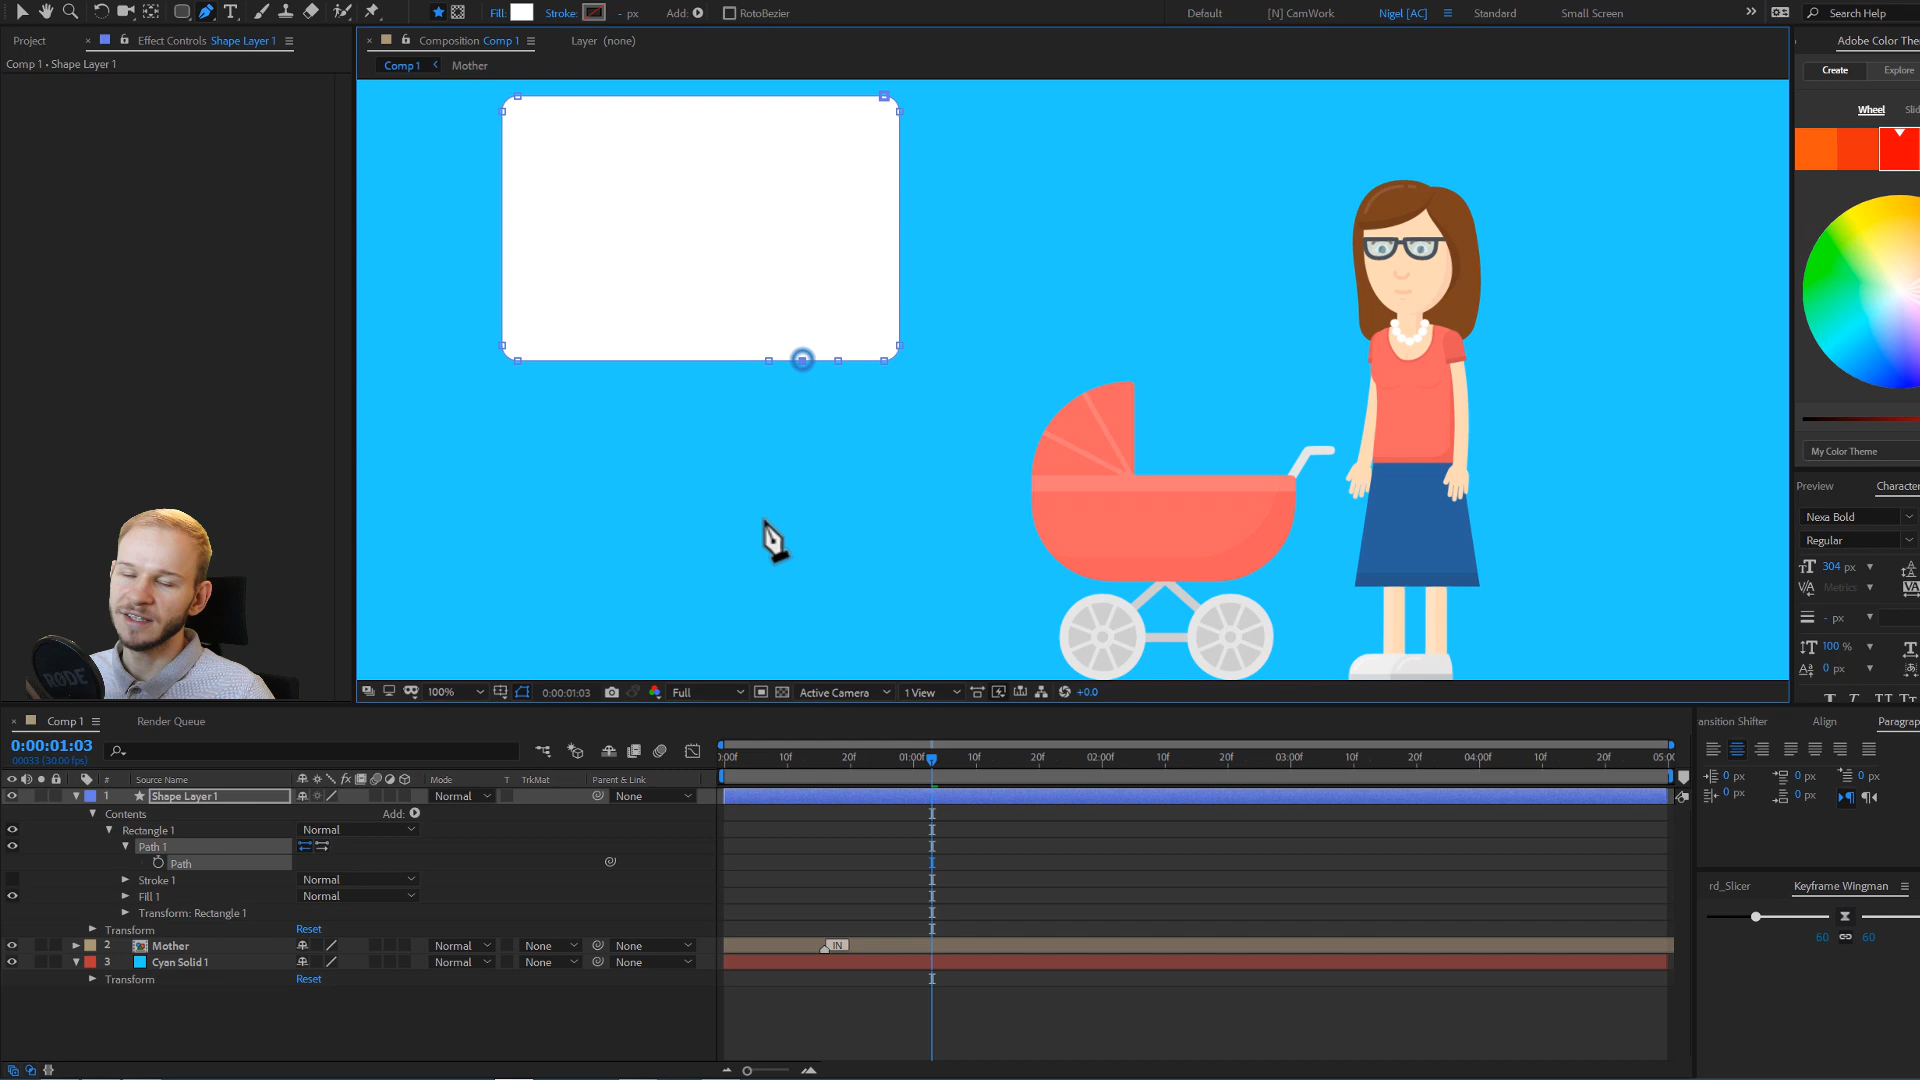 Fill:
Stroke:
- px
Add:
RotoBezier
Default
[N] CamWork
Nigel [AC]
Standard
Small Screen
Search Help
Project
Effect Controls Shape Layer 1
Composition Comp 1
Layer (none)
Adobe Color The
Comp 1 • Shape Layer 1
Comp 1
Mother
Create
Explore
Wheel
Slid
My Color Theme
Preview
Character
Nexa Bold
Regular
304 px
Metrics
- px
100 %
0 px
RØDE
100%
0:00:01:03
Full
Active Camera
1 View
+0.0
Comp 1
Render Queue
ransition Shifter
Align
Paragrap
0:00:01:03
00033 (30.00 fps)
:00f
10f
20f
01:00f
10f
20f
02:00f
10f
20f
03:00f
10f
20f
04:00f
10f
20f
05:00
# Source Name
Mode
T
TrkMat
Parent & Link
1 Shape Layer 1
Normal
None
Contents
Add:
Rectangle 1
Normal
Path 1
Path
Stroke 1
Normal
Fill 1
Normal
Transform: Rectangle 1
Transform
Reset
2 Mother
Normal
None
None
IN
3 Cyan Solid 1
Normal
None
None
Transform
Reset
0 px
0 px
0 px
0 px
0 px
rd_Slicer
Keyframe Wingman
60
60